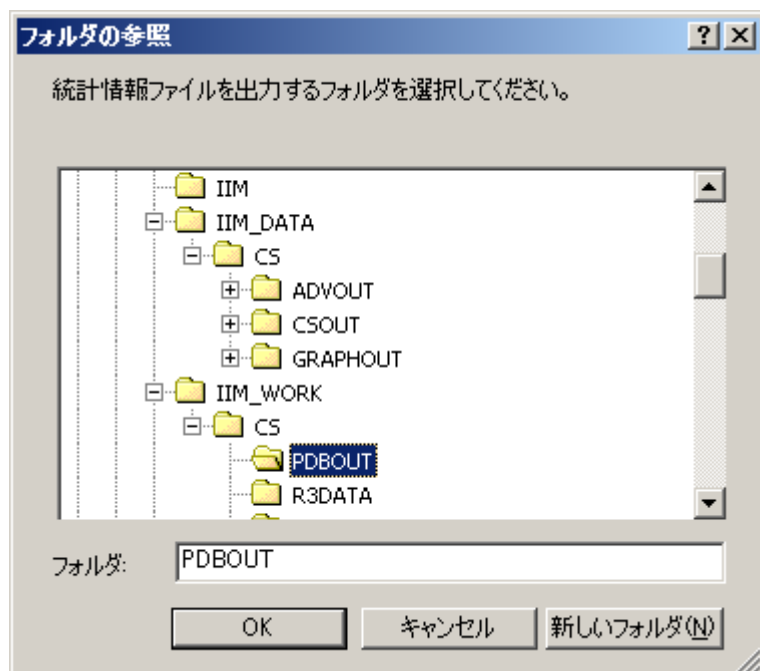 フォルダの参照
統計情報ファイルを出力するフォルダを選択してください。
IIM
IIM_DATA
CS
ADVOUT
CSOUT
GRAPHOUT
IIM_WORK
CS
PDBOUT
R3DATA
フォルダ: PDBOUT
OK キャンセル 新しいフォルダ(N)